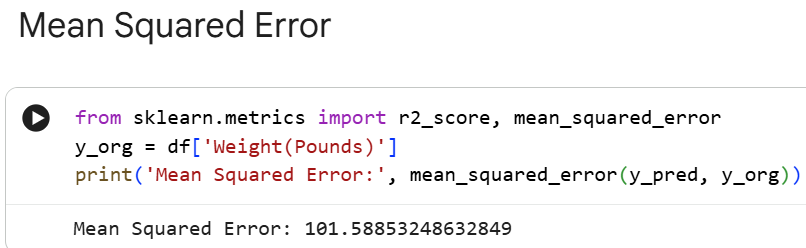 Mean Squared Error
from sklearn.metrics import r2_score, mean_squared_error
y_org = df['Weight(Pounds)']
print('Mean Squared Error:', mean_squared_error(y_pred, y_org))
Mean Squared Error: 101.58853248632849